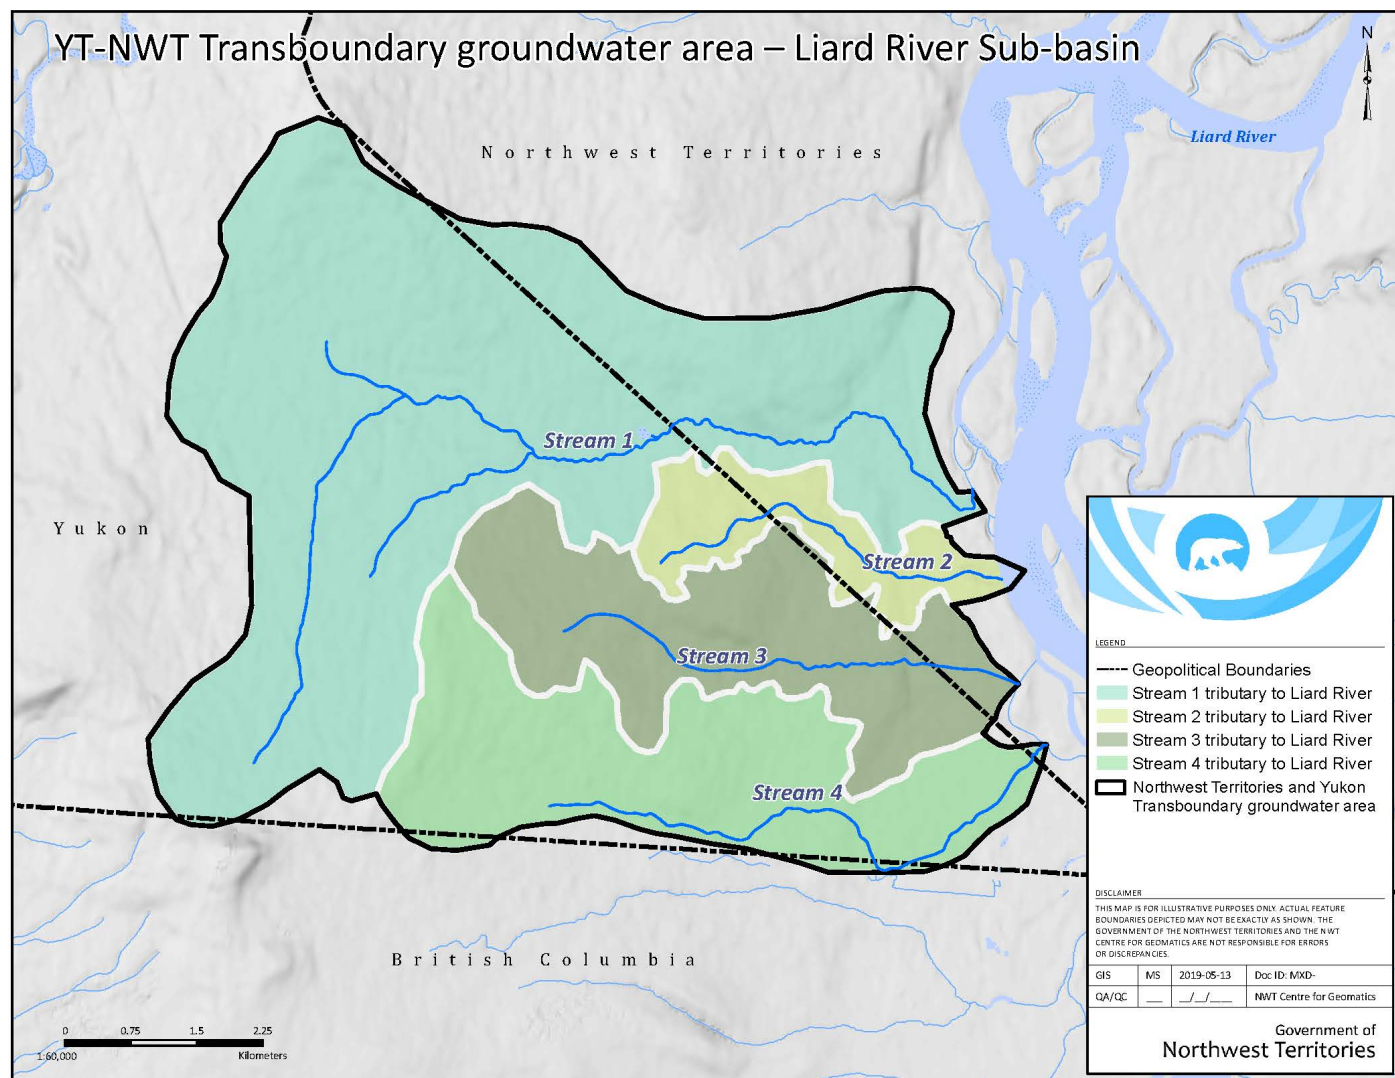 YT-NWT Transboundary groundwater area – Liard River Sub-basin
N
Liard River
Northwest Territories
Stream 1
Yukon
Stream 2
Stream 3
Stream 4
British Columbia
0 0.75 1.5 2.25
1:60,000 Kilometers
LEGEND
Geopolitical Boundaries
Stream 1 tributary to Liard River
Stream 2 tributary to Liard River
Stream 3 tributary to Liard River
Stream 4 tributary to Liard River
Northwest Territories and Yukon
Transboundary groundwater area
DISCLAIMER
THIS MAP IS FOR ILLUSTRATIVE PURPOSES ONLY. ACTUAL FEATURE
BOUNDARIES DEPICTED MAY NOT BE EXACTLY AS SHOWN. THE
GOVERNMENT OF THE NORTHWEST TERRITORIES AND THE NWT
CENTRE FOR GEOMATICS ARE NOT RESPONSIBLE FOR ERRORS
OR DISCREPANCIES.
GIS MS 2019-05-13 Doc ID: MXD-
QA/QC ___ __/__/____ NWT Centre for Geomatics
Government of
Northwest Territories